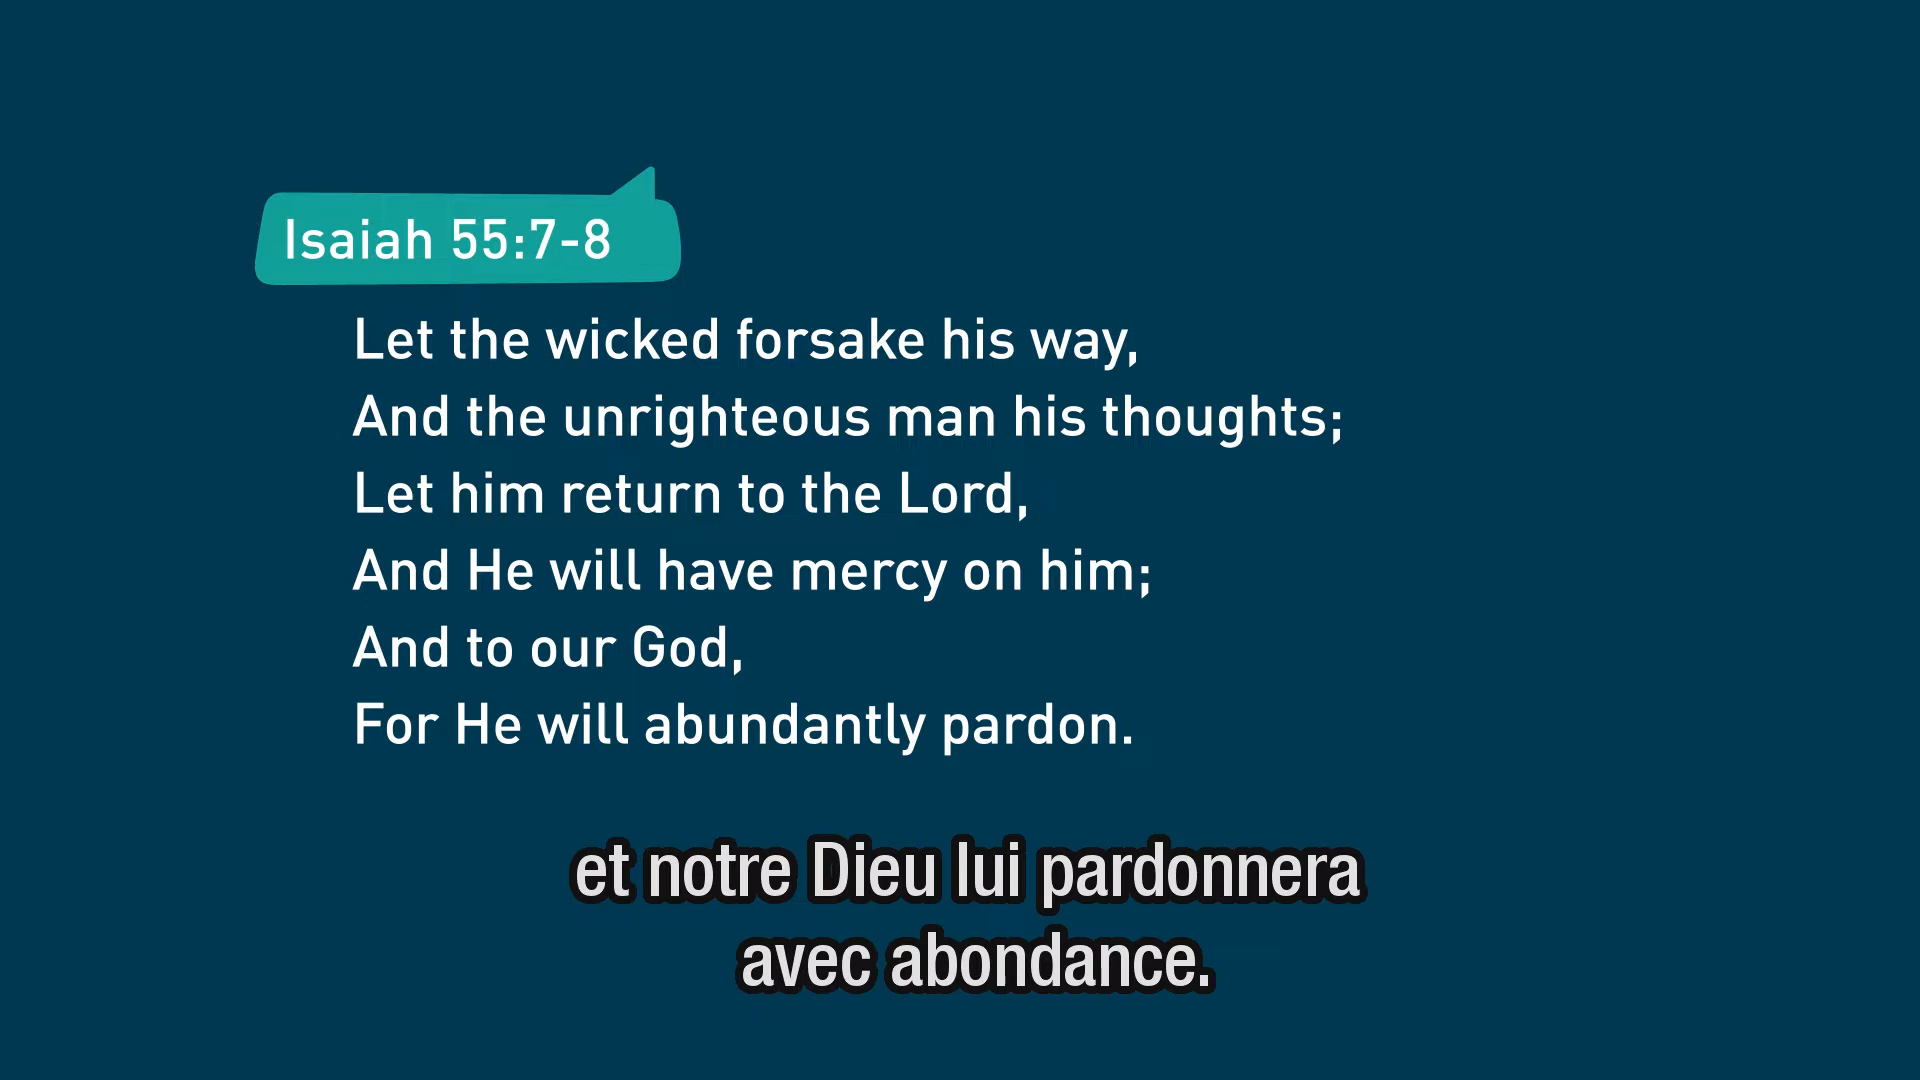 Isaiah 55:7-8
Let the wicked forsake his way,
And the unrighteous man his thoughts;
Let him return to the Lord,
And He will have mercy on him;
And to our God,
For He will abundantly pardon.
et notre Dieu lui pardonnera
avec abondance.